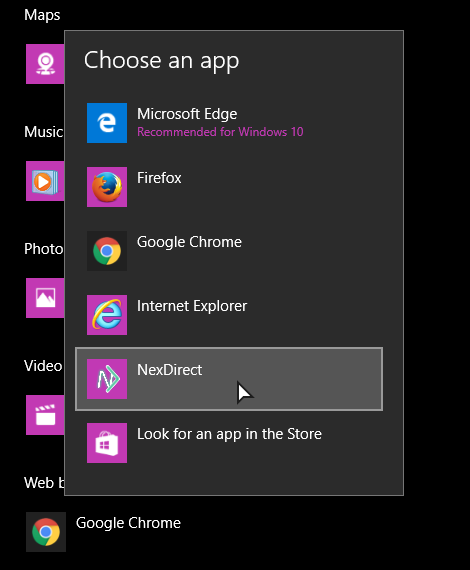 Maps
Choose an app
Microsoft Edge
Recommended for Windows 10
Music
Firefox
Google Chrome
Photo
Internet Explorer
Video
NexDirect
Look for an app in the Store
Web b
Google Chrome